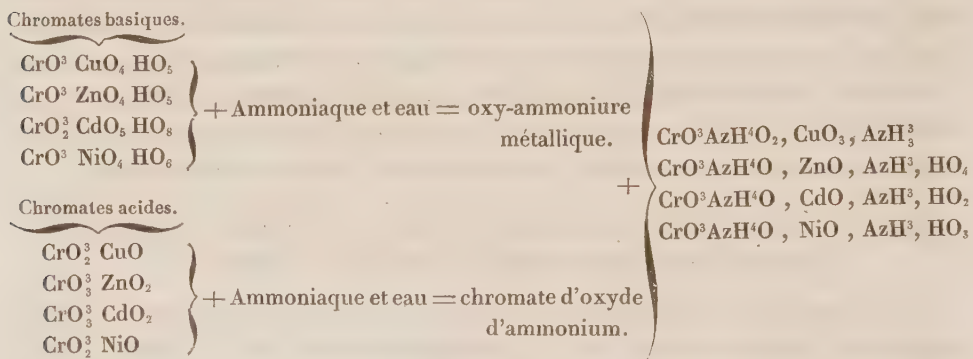 Chromates basiques.
CrO³ CuO₄ HO₅
CrO³ ZnO₄ HO₅
CrO³₂ CdO₅ HO₈
CrO³ NiO₄ HO₆
+ Ammoniaque et eau = oxy-ammoniure
métallique.
Chromates acides.
CrO³₂ CuO
CrO³₃ ZnO₂
CrO³₃ CdO₂
CrO³₂ NiO
+ Ammoniaque et eau = chromate d'oxyde
d'ammonium.
+
CrO³AzH⁴O₂, CuO₃, AzH³₃
CrO³AzH⁴O , ZnO , AzH³, HO₄
CrO³AzH⁴O , CdO , AzH³, HO₂
CrO³AzH⁴O , NiO , AzH³, HO₃